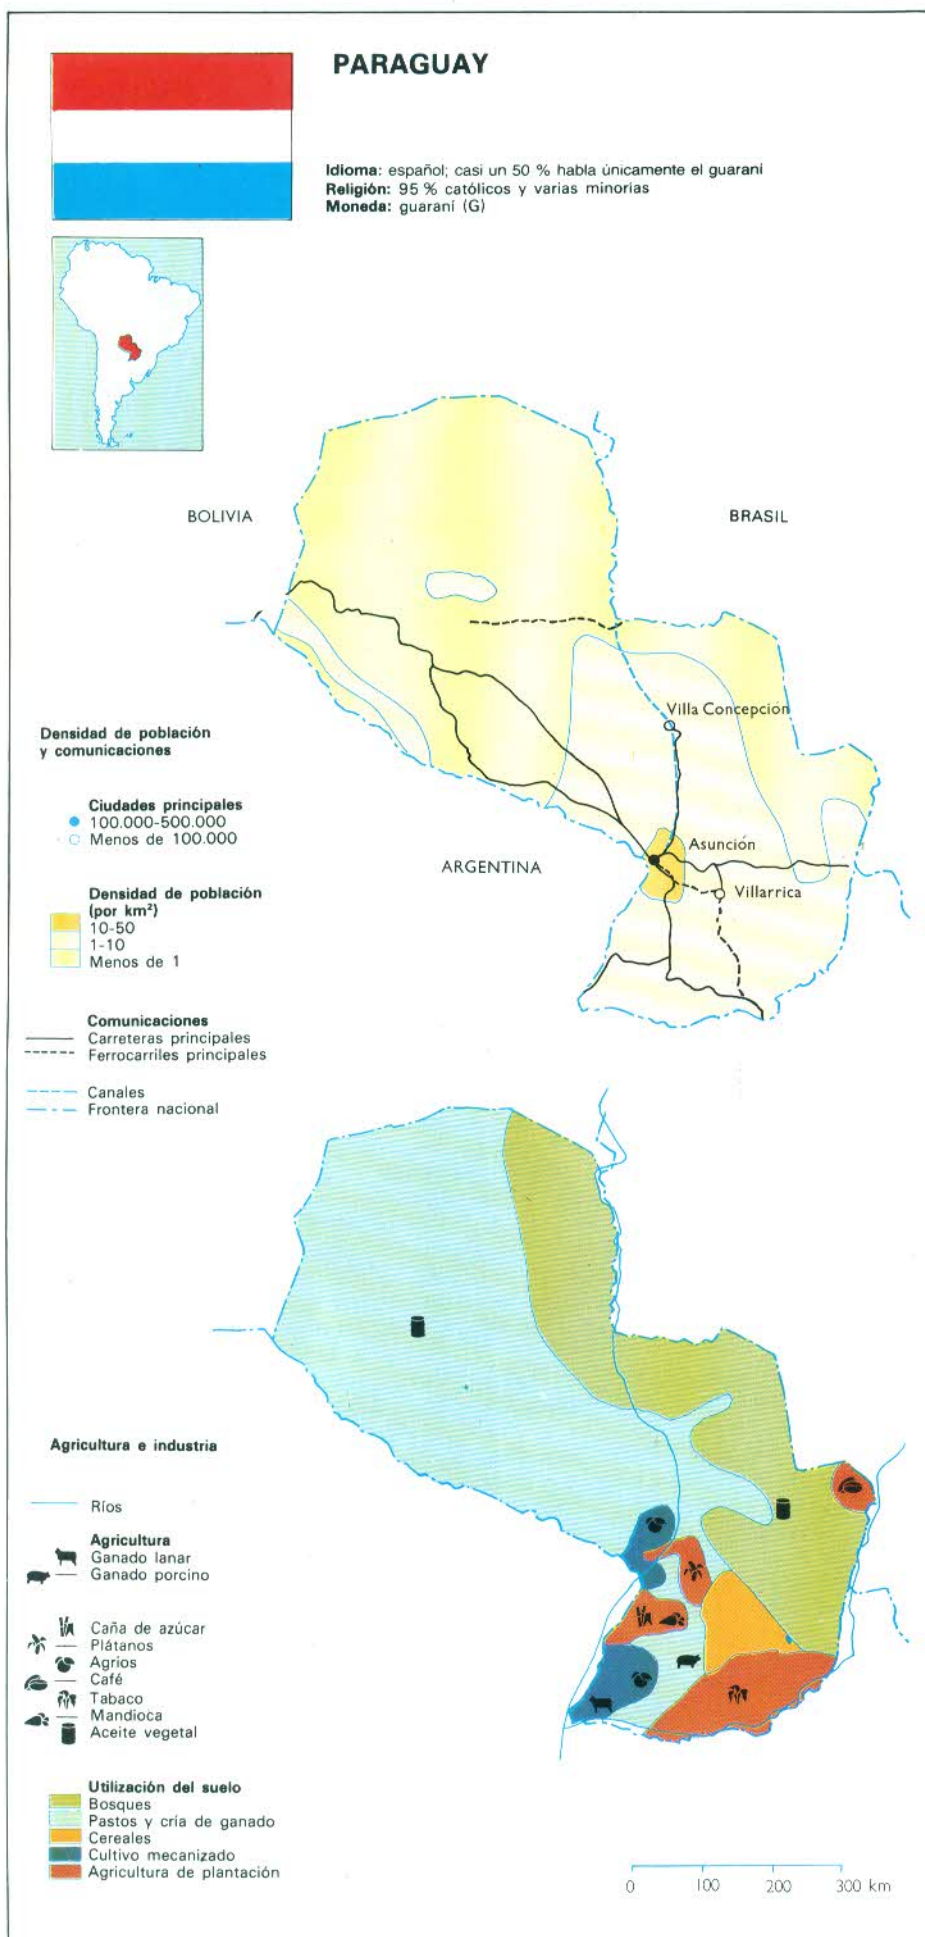 PARAGUAY
Idioma: español; casi un 50 % habla únicamente el guaraní
Religión: 95 % católicos y varias minorías
Moneda: guaraní (G)
BOLIVIA
BRASIL
Villa Concepción
Asunción
ARGENTINA
Villarrica
Densidad de población
y comunicaciones
Ciudades principales
100.000-500.000
Menos de 100.000
Densidad de población
(por km²)
10-50
1-10
Menos de 1
Comunicaciones
Carreteras principales
Ferrocarriles principales
Canales
Frontera nacional
Agricultura e industria
Ríos
Agricultura
Ganado lanar
Ganado porcino
Caña de azúcar
Plátanos
Agrios
Café
Tabaco
Mandioca
Aceite vegetal
Utilización del suelo
Bosques
Pastos y cría de ganado
Cereales
Cultivo mecanizado
Agricultura de plantación
0 100 200 300 km